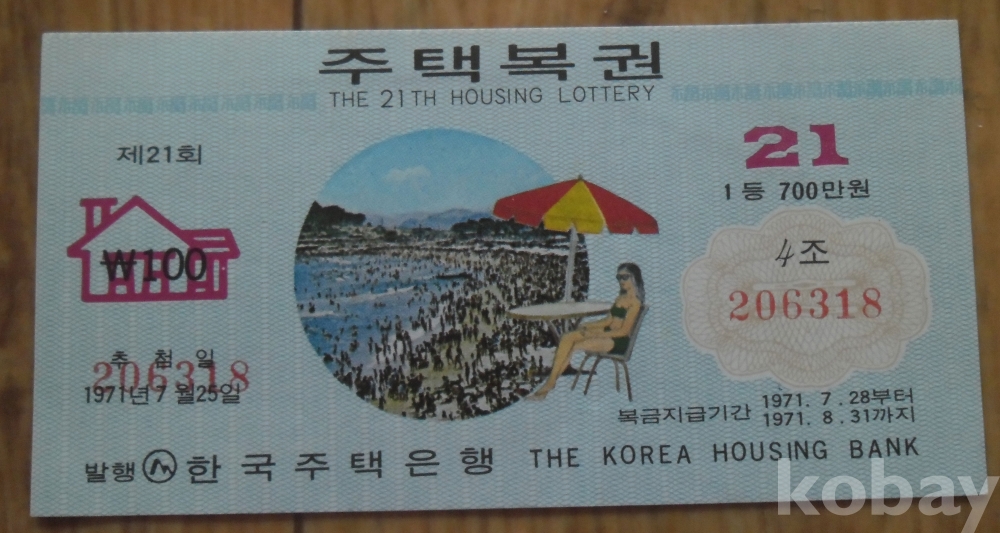 주택복권
THE 21TH HOUSING LOTTERY
제21회
21
1등 700만원
₩100
4조
206318
추첨일
206318
1971년 7월25일
복금지급기간 1971. 7. 28부터
1971. 8. 31까지
발행 한국주택은행 THE KOREA HOUSING BANK
kobay